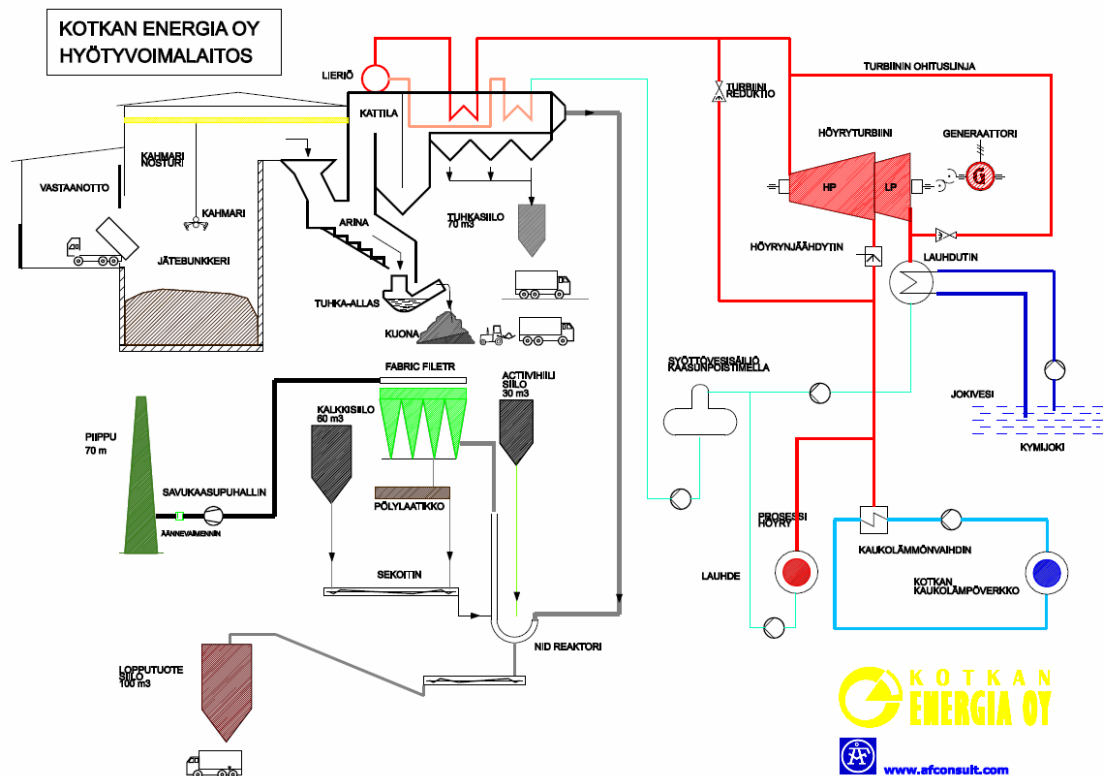 KOTKAN ENERGIA OY
HYÖTYVOIMALAITOS
LIERIÖ
KATTILA
TURBIININ OHITUSLINJA
TURBIINI
REDUKTIO
HÖYRYTURBIINI
GENERAATTORI
KAHMARI
NOSTURI
VASTAANOTTO
KAHMARI
HP
LP
G
ARINA
TUHKASIILO
70 m3
JÄTEBUNKKERI
HÖYRYNJÄÄHDYTIN
LAUHDUTIN
TUHKA-ALLAS
KUONA
FABRIC FILETR
ACTIIVIHIILI
SIILO
30 m3
SYÖTTÖVESISÄILIÖ
KAASUNPOISTIMELLA
KALKKISIILO
60 m3
JOKIVESI
KYMIJOKI
PIIPPU
70 m
SAVUKAASUPUHALLIN
ÄÄNNEVAIMENNIN
PÖLYLAATIKKO
PROSESSI
HÖYRY
KAUKOLÄMMÖNVAIHDIN
SEKOITIN
LAUHDE
KOTKAN
KAUKOLÄMPÖVERKKO
NID REAKTORI
LOPPUTUOTE
SIILO
100 m3
KOTKAN
ENERGIA OY
ÅF
www.afconsult.com